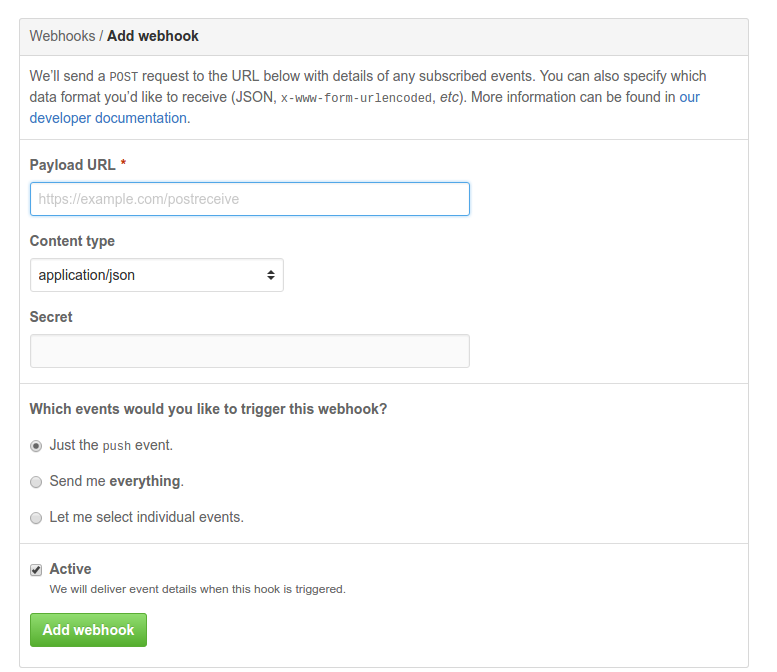 Webhooks / Add webhook
We’ll send a POST request to the URL below with details of any subscribed events. You can also specify which
data format you’d like to receive (JSON, x-www-form-urlencoded, etc). More information can be found in our
developer documentation.
Payload URL *
https://example.com/postreceive
Content type
application/json
Secret
Which events would you like to trigger this webhook?
Just the push event.
Send me everything.
Let me select individual events.
Active
We will deliver event details when this hook is triggered.
Add webhook